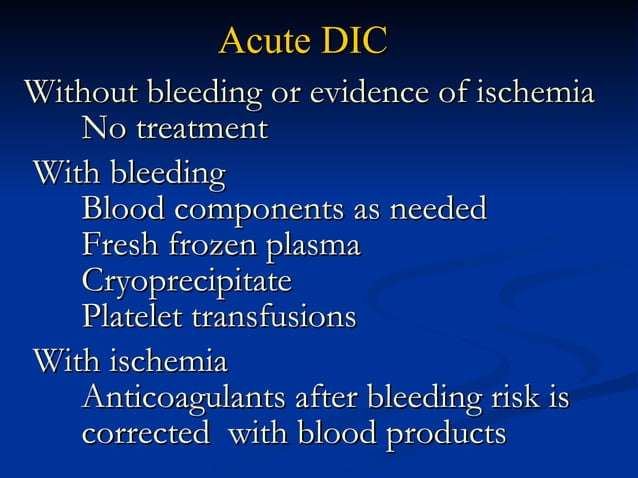 Acute DIC
Without bleeding or evidence of ischemia
No treatment
With bleeding
Blood components as needed
Fresh frozen plasma
Cryoprecipitate
Platelet transfusions
With ischemia
Anticoagulants after bleeding risk is
corrected with blood products